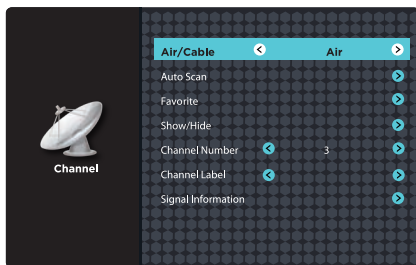 Air/Cable Air
Auto Scan
Favorite
Show/Hide
Channel Number 3
Channel Label
Signal Information
Channel